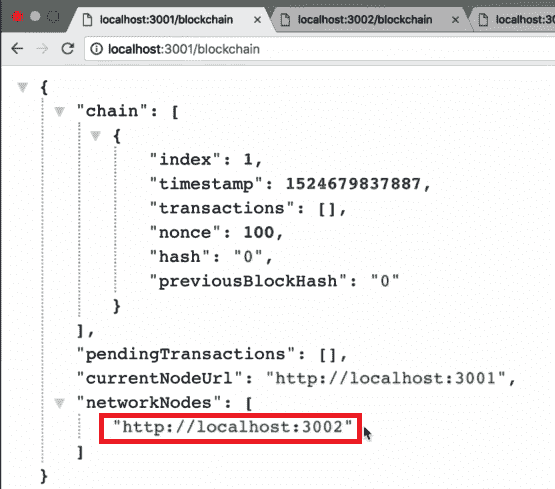 localhost:3001/blockchain
localhost:3002/blockchain
localhost:3
localhost:3001/blockchain
{
"chain": [
{
"index": 1,
"timestamp": 1524679837887,
"transactions": [],
"nonce": 100,
"hash": "0",
"previousBlockHash": "0"
}
],
"pendingTransactions": [],
"currentNodeUrl": "http://localhost:3001",
"networkNodes": [
"http://localhost:3002"
]
}